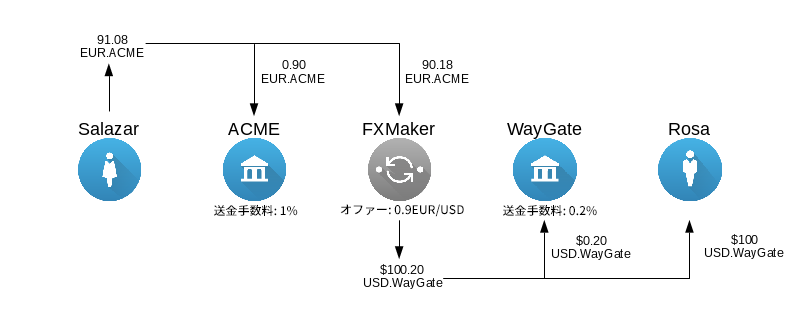 91.08
EUR.ACME
0.90
EUR.ACME
90.18
EUR.ACME
Salazar
ACME
FXMaker
WayGate
Rosa
送金手数料: 1%
オファー: 0.9EUR/USD
送金手数料: 0.2%
$0.20
USD.WayGate
$100
USD.WayGate
$100.20
USD.WayGate